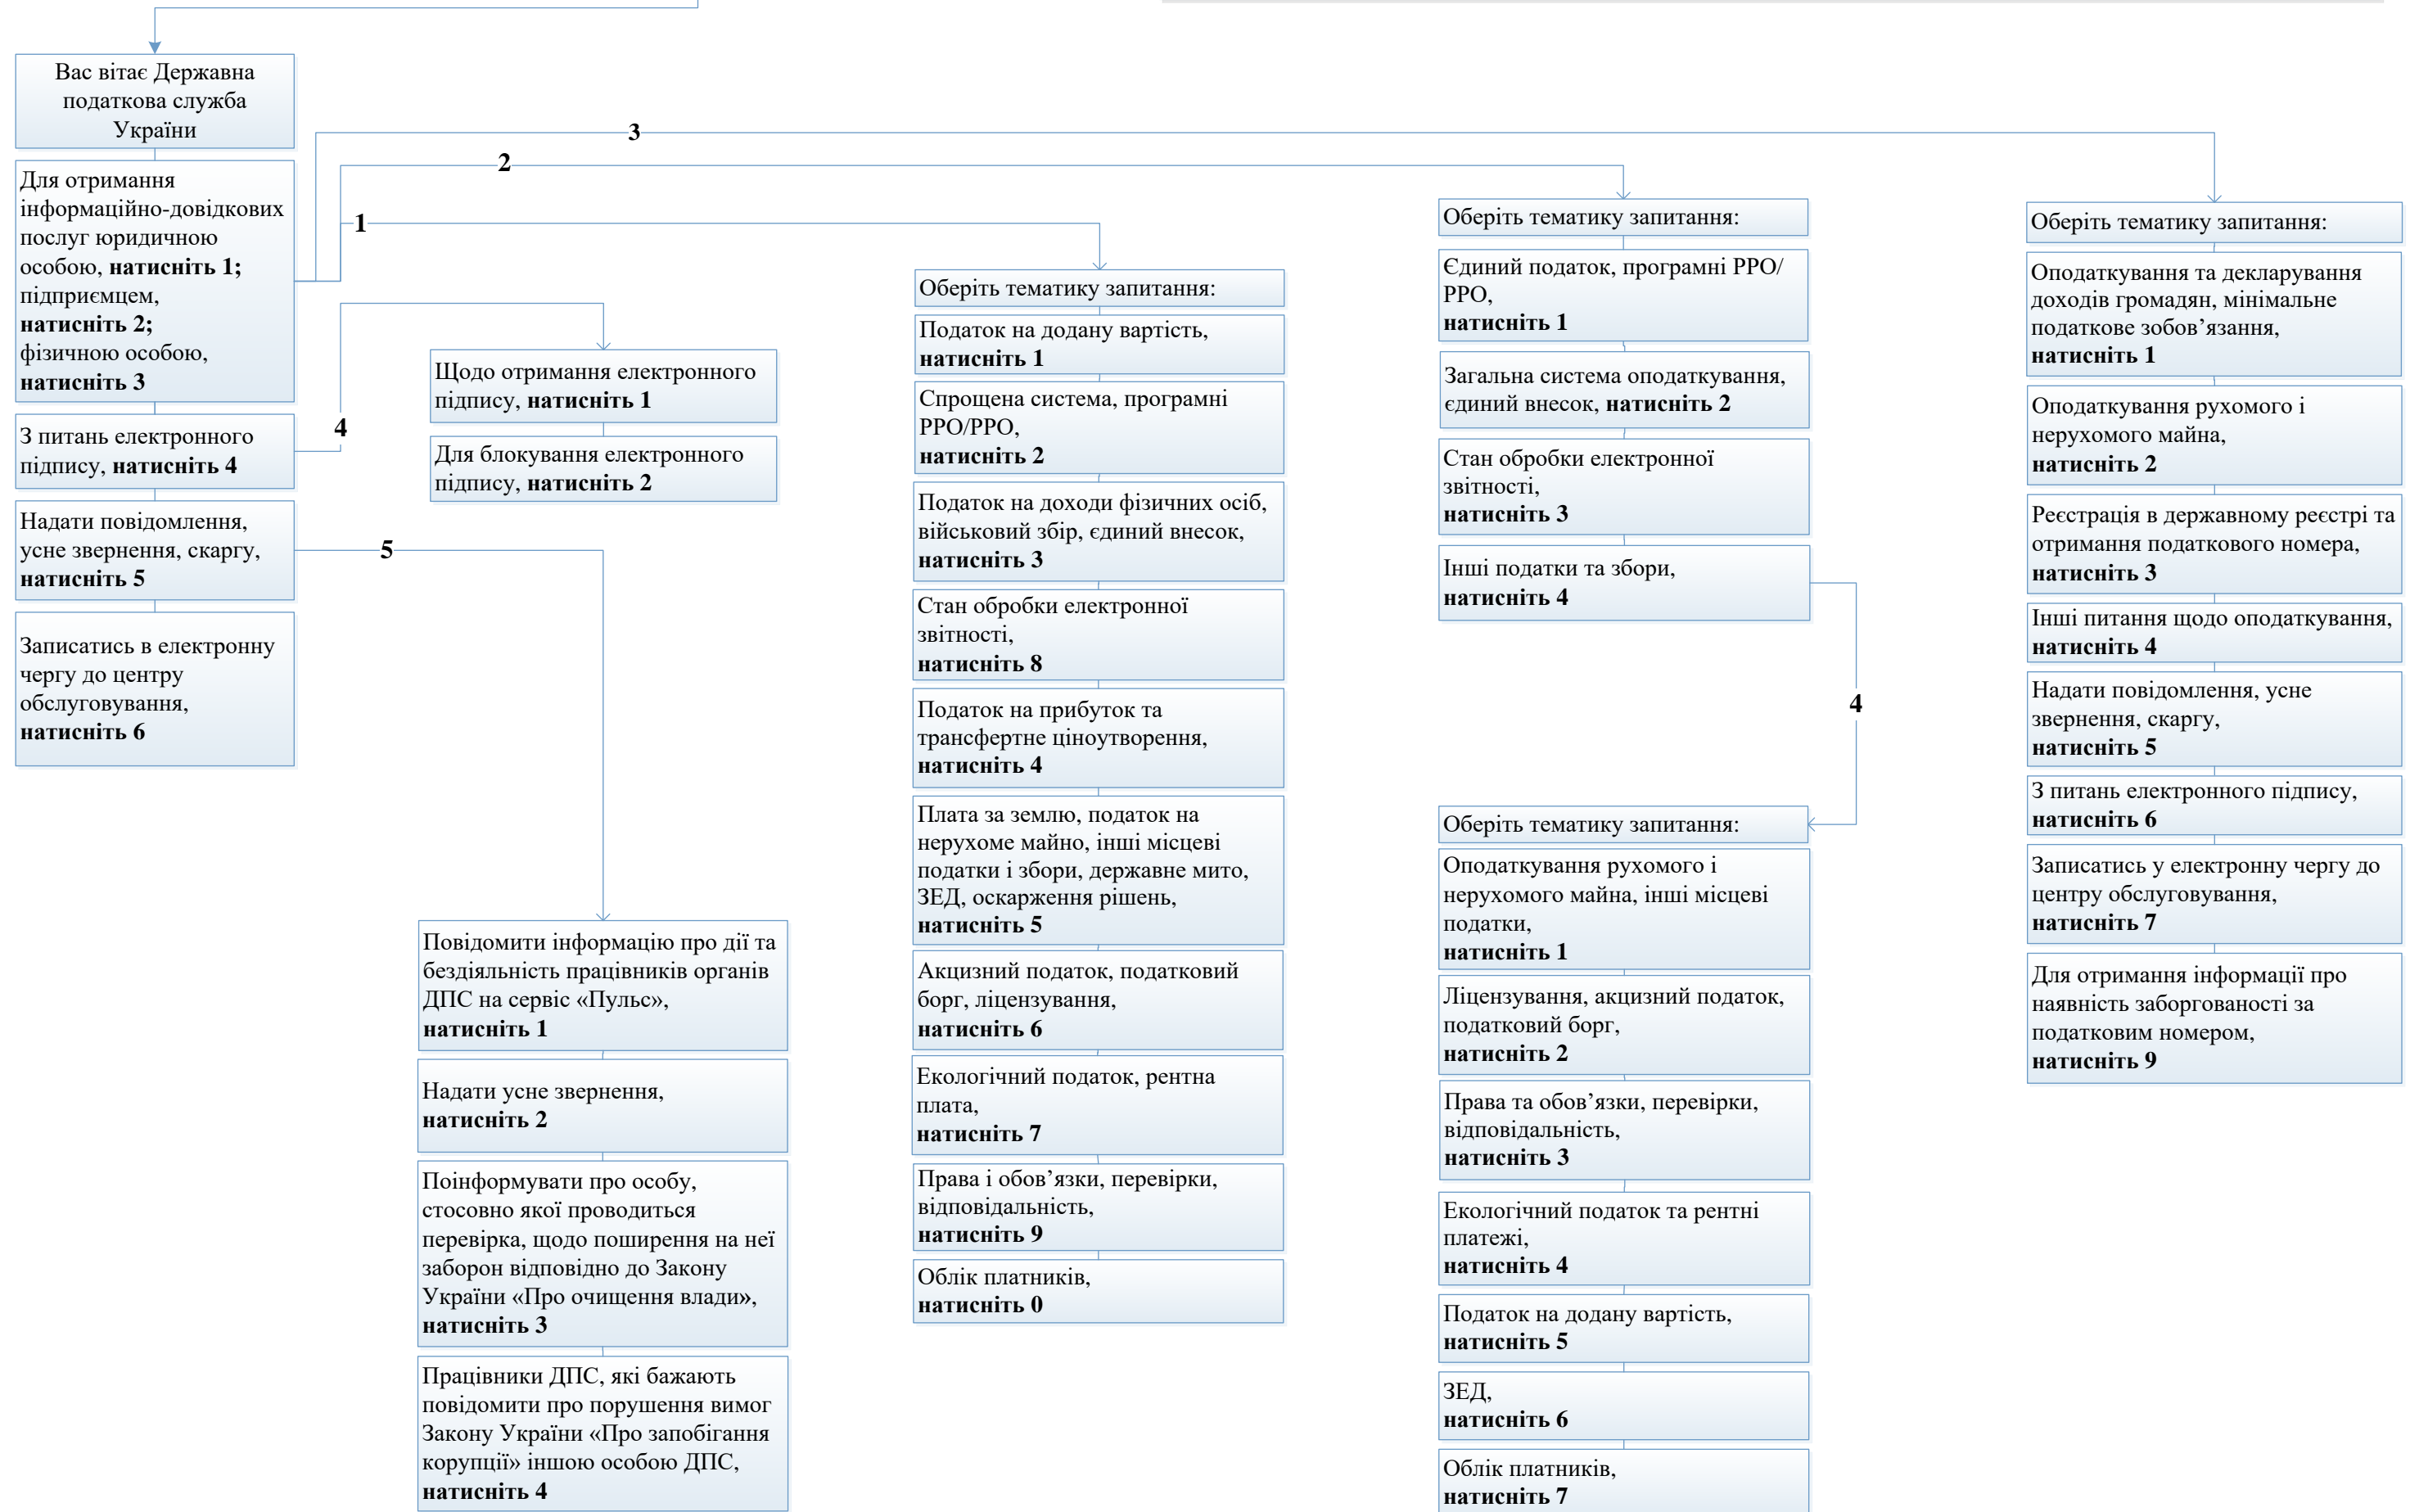 Вас вітає Державна
податкова служба
України
Для отримання
інформаційно-довідкових
послуг юридичною
особою, натисніть 1;
підприємцем,
натисніть 2;
фізичною особою,
натисніть 3
З питань електронного
підпису, натисніть 4
Надати повідомлення,
усне звернення, скаргу,
натисніть 5
Записатись в електронну
чергу до центру
обслуговування,
натисніть 6
3
2
1
4
5
Щодо отримання електронного
підпису, натисніть 1
Для блокування електронного
підпису, натисніть 2
Повідомити інформацію про дії та
бездіяльність працівників органів
ДПС на сервіс «Пульс»,
натисніть 1
Надати усне звернення,
натисніть 2
Поінформувати про особу,
стосовно якої проводиться
перевірка, щодо поширення на неї
заборон відповідно до Закону
України «Про очищення влади»,
натисніть 3
Працівники ДПС, які бажають
повідомити про порушення вимог
Закону України «Про запобігання
корупції» іншою особою ДПС,
натисніть 4
Оберіть тематику запитання:
Податок на додану вартість,
натисніть 1
Спрощена система, програмні
РРО/РРО,
натисніть 2
Податок на доходи фізичних осіб,
військовий збір, єдиний внесок,
натисніть 3
Стан обробки електронної
звітності,
натисніть 8
Податок на прибуток та
трансфертне ціноутворення,
натисніть 4
Плата за землю, податок на
нерухоме майно, інші місцеві
податки і збори, державне мито,
ЗЕД, оскарження рішень,
натисніть 5
Акцизний податок, податковий
борг, ліцензування,
натисніть 6
Екологічний податок, рентна
плата,
натисніть 7
Права і обов’язки, перевірки,
відповідальність,
натисніть 9
Облік платників,
натисніть 0
Оберіть тематику запитання:
Єдиний податок, програмні РРО/
РРО,
натисніть 1
Загальна система оподаткування,
єдиний внесок, натисніть 2
Стан обробки електронної
звітності,
натисніть 3
Інші податки та збори,
натисніть 4
4
Оберіть тематику запитання:
Оподаткування рухомого і
нерухомого майна, інші місцеві
податки,
натисніть 1
Ліцензування, акцизний податок,
податковий борг,
натисніть 2
Права та обов’язки, перевірки,
відповідальність,
натисніть 3
Екологічний податок та рентні
платежі,
натисніть 4
Податок на додану вартість,
натисніть 5
ЗЕД,
натисніть 6
Облік платників,
натисніть 7
Оберіть тематику запитання:
Оподаткування та декларування
доходів громадян, мінімальне
податкове зобов’язання,
натисніть 1
Оподаткування рухомого і
нерухомого майна,
натисніть 2
Реєстрація в державному реєстрі та
отримання податкового номера,
натисніть 3
Інші питання щодо оподаткування,
натисніть 4
Надати повідомлення, усне
звернення, скаргу,
натисніть 5
З питань електронного підпису,
натисніть 6
Записатись у електронну чергу до
центру обслуговування,
натисніть 7
Для отримання інформації про
наявність заборгованості за
податковим номером,
натисніть 9